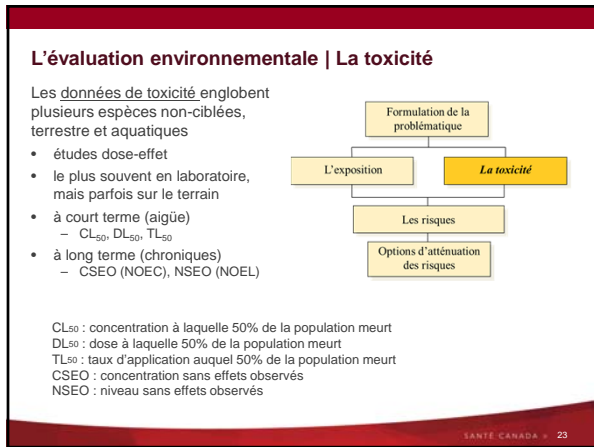 L'évaluation environnementale | La toxicité
Les données de toxicité englobent
plusieurs espèces non-ciblées,
terrestre et aquatiques
• études dose-effet
• le plus souvent en laboratoire,
mais parfois sur le terrain
• à court terme (aigüe)
– CL50, DL50, TL50
• à long terme (chroniques)
– CSEO (NOEC), NSEO (NOEL)
Formulation de la
problématique
L'exposition
La toxicité
Les risques
Options d'atténuation
des risques
CL50 : concentration à laquelle 50% de la population meurt
DL50 : dose à laquelle 50% de la population meurt
TL50 : taux d'application auquel 50% de la population meurt
CSEO : concentration sans effets observés
NSEO : niveau sans effets observés
SANTÉ CANADA > 23